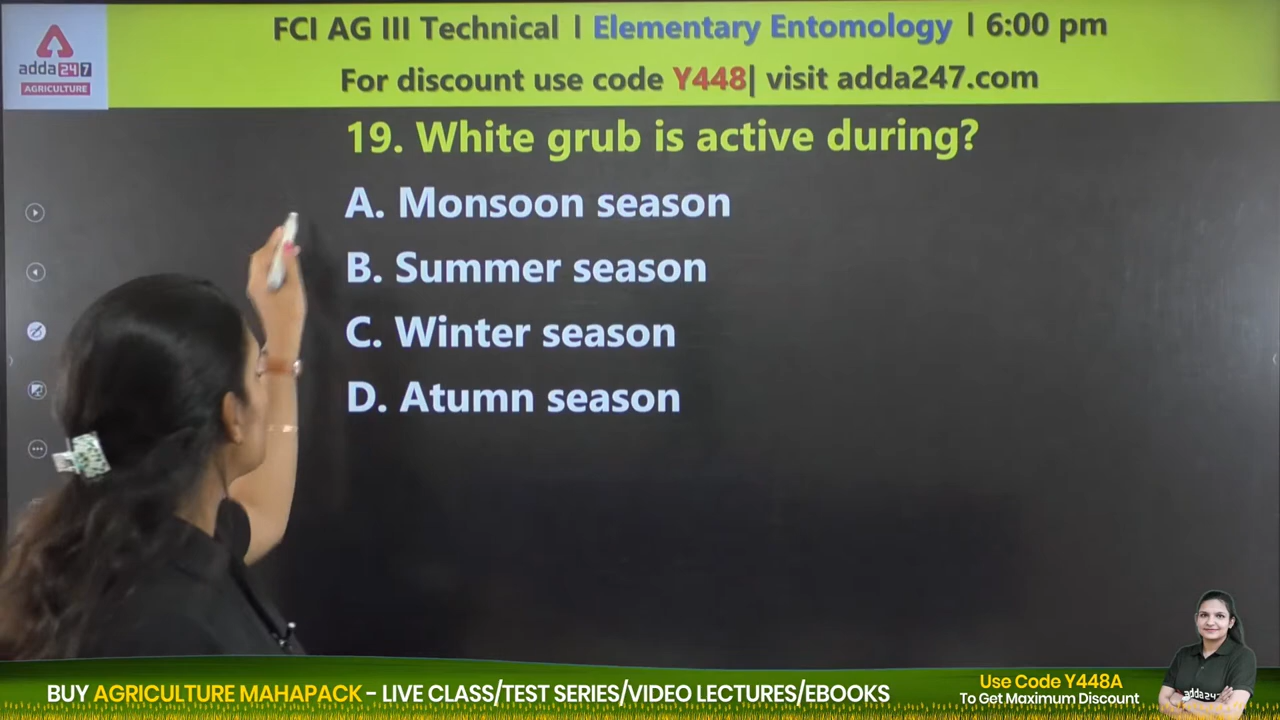 FCI AG III Technical | Elementary Entomology | 6:00 pm
For discount use code Y448| visit adda247.com
adda247
AGRICULTURE
19. White grub is active during?
A. Monsoon season
B. Summer season
C. Winter season
D. Atumn season
BUY AGRICULTURE MAHAPACK - LIVE CLASS/TEST SERIES/VIDEO LECTURES/EBOOKS
Use Code Y448A
To Get Maximum Discount
adda247